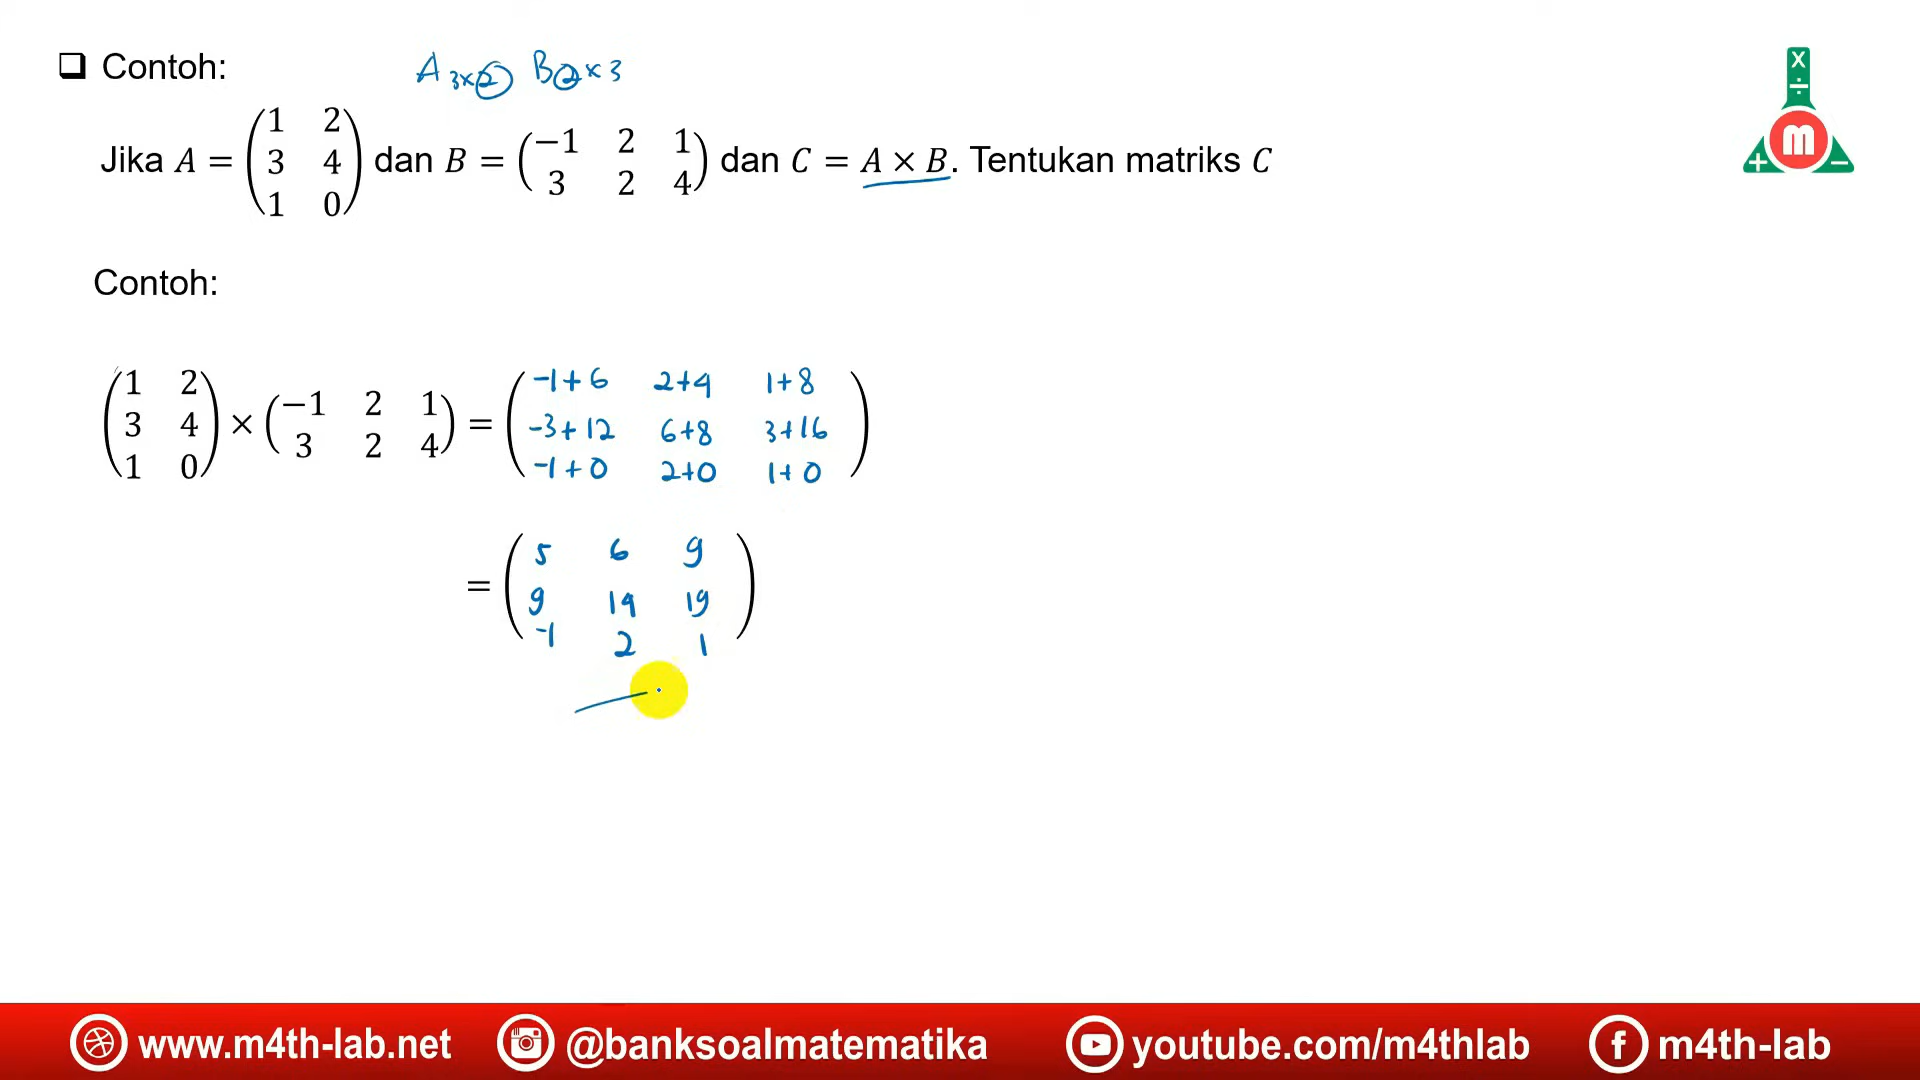 Contoh:
A 3×2 B 2×3
Jika A = (1 2 3 4 1 0) dan B = (−1 2 1 3 2 4) dan C = A × B. Tentukan matriks C
Contoh:
(1 2 3 4 1 0) × (−1 2 1 3 2 4) = (
-1+6 2+4 1+8
-3+12 6+8 3+16
-1+0 2+0 1+0
)
= (
5 6 9
9 14 19
-1 2 1
)
X
÷
m
+ −
www.m4th-lab.net @banksoalmatematika youtube.com/m4thlab f m4th-lab